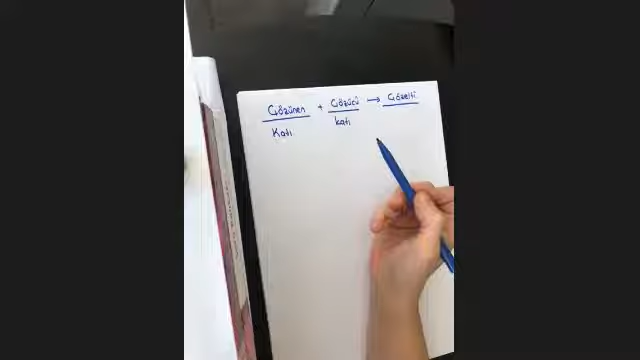 Çözünen + Çözücü → Çözelti
Katı katı